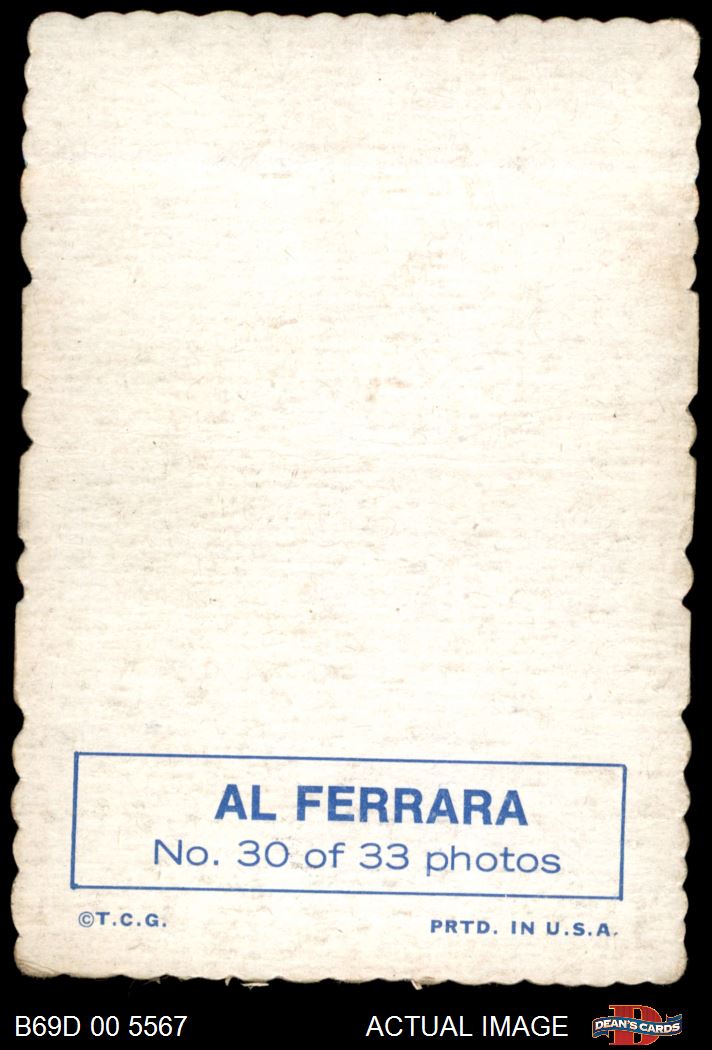 AL FERRARA
No. 30 of 33 photos
©T.C.G.
PRTD. IN U.S.A.
B69D 00 5567
ACTUAL IMAGE
D
DEAN'S CARDS